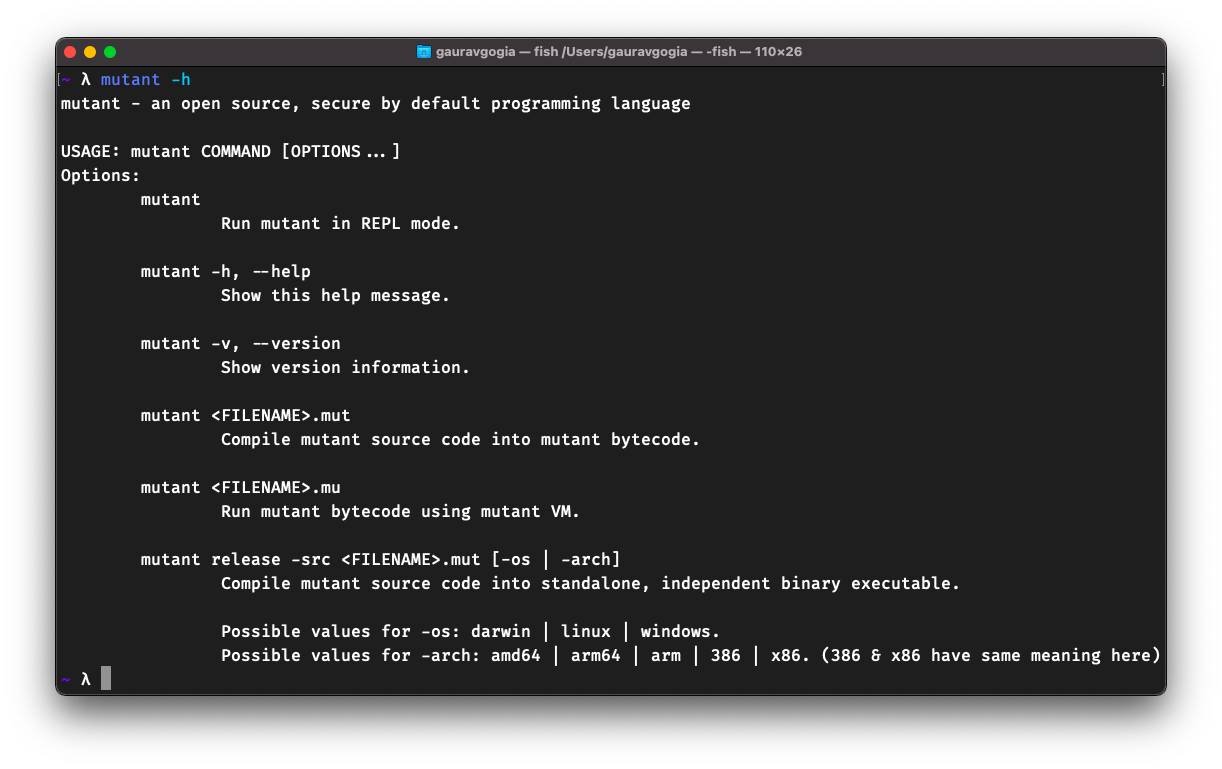 gauravgogia — fish /Users/gauravgogia — -fish — 110×26
[~ λ mutant -h ]
mutant - an open source, secure by default programming language
USAGE: mutant COMMAND [OPTIONS...]
Options:
mutant
Run mutant in REPL mode.
mutant -h, --help
Show this help message.
mutant -v, --version
Show version information.
mutant <FILENAME>.mut
Compile mutant source code into mutant bytecode.
mutant <FILENAME>.mu
Run mutant bytecode using mutant VM.
mutant release -src <FILENAME>.mut [-os | -arch]
Compile mutant source code into standalone, independent binary executable.
Possible values for -os: darwin | linux | windows.
Possible values for -arch: amd64 | arm64 | arm | 386 | x86. (386 & x86 have same meaning here)
~ λ